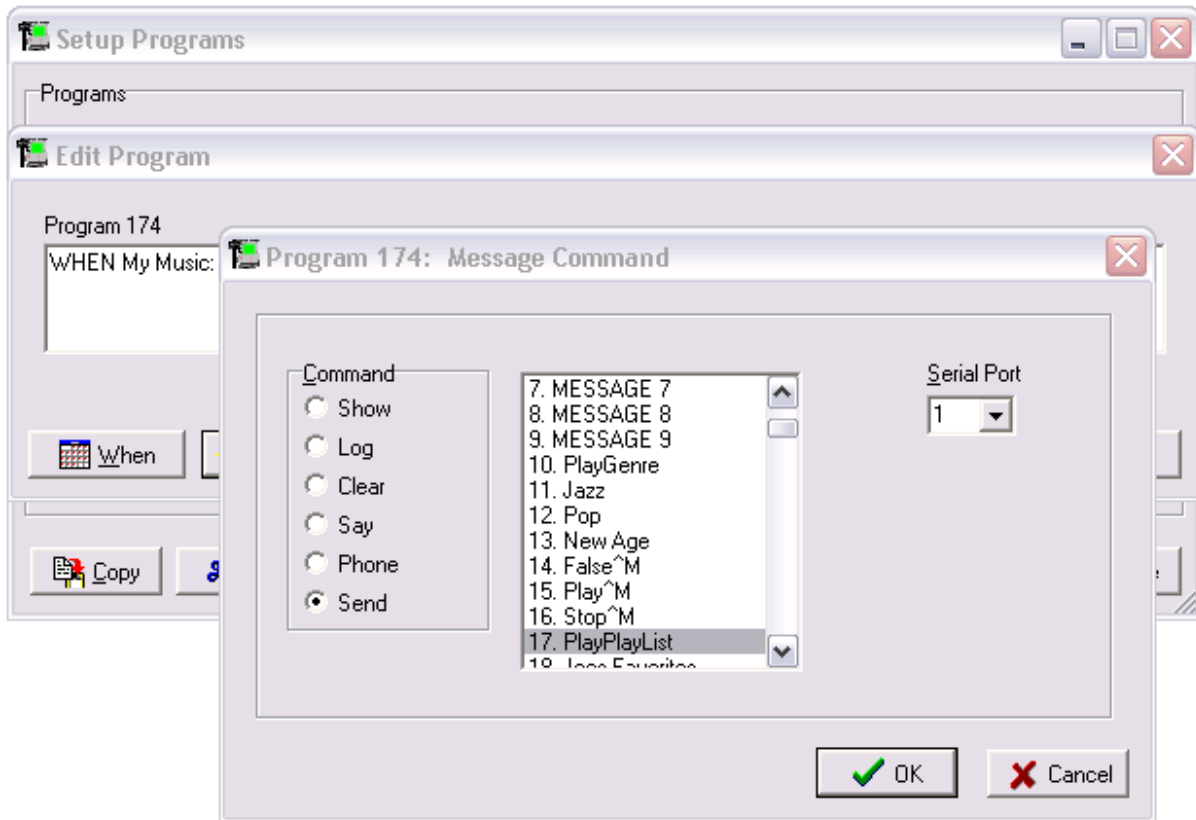 Setup Programs
Programs
Edit Program
Program 174
WHEN My Music:
Program 174: Message Command
Command
Show
Log
Clear
Say
Phone
Send
7. MESSAGE 7
8. MESSAGE 8
9. MESSAGE 9
10. PlayGenre
11. Jazz
12. Pop
13. New Age
14. False^M
15. Play^M
16. Stop^M
17. PlayPlayList
Serial Port
1
When
Copy
OK
Cancel